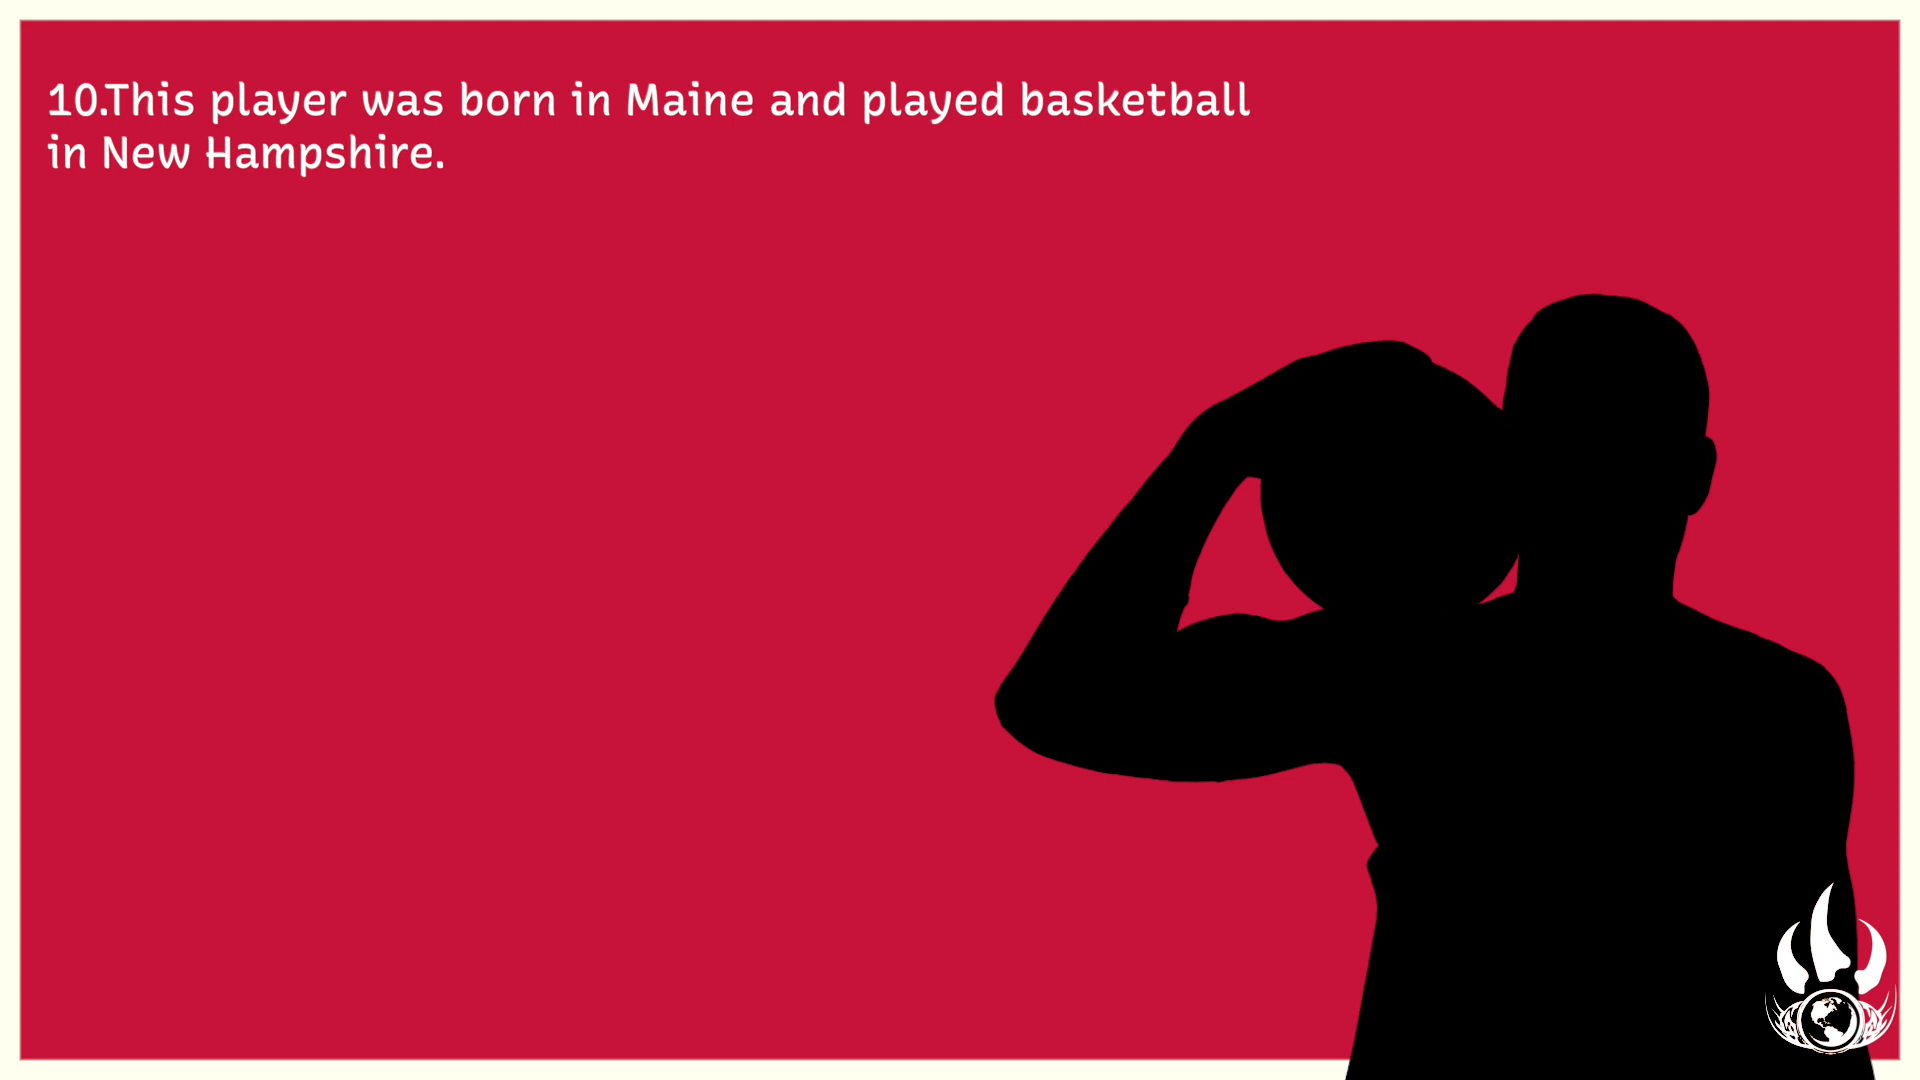 10.This player was born in Maine and played basketball
in New Hampshire.